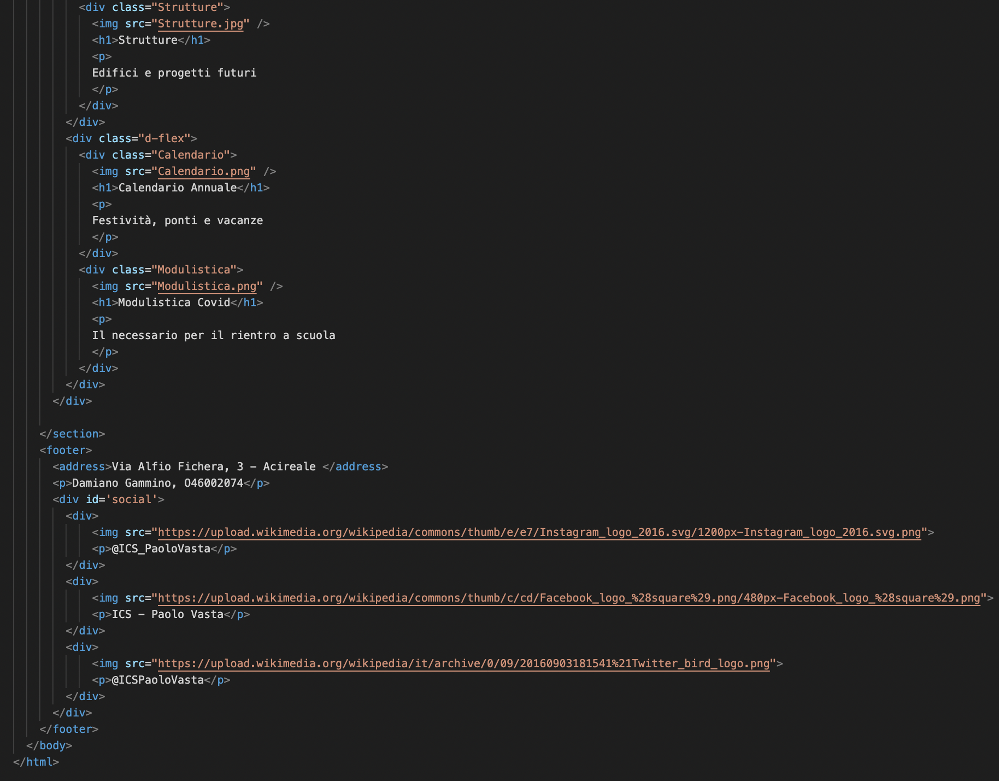 <div class="Strutture">
<img src="Strutture.jpg" />
<h1>Strutture</h1>
<p>
Edifici e progetti futuri
</p>
</div>
</div>
<div class="d-flex">
<div class="Calendario">
<img src="Calendario.png" />
<h1>Calendario Annuale</h1>
<p>
Festività, ponti e vacanze
</p>
</div>
<div class="Modulistica">
<img src="Modulistica.png" />
<h1>Modulistica Covid</h1>
<p>
Il necessario per il rientro a scuola
</p>
</div>
</div>
</div>
</section>
<footer>
<address>Via Alfio Fichera, 3 - Acireale </address>
<p>Damiano Gammino, O46002074</p>
<div id='social'>
<div>
<img src="https://upload.wikimedia.org/wikipedia/commons/thumb/e/e7/Instagram_logo_2016.svg/1200px-Instagram_logo_2016.svg.png">
<p>@ICS_PaoloVasta</p>
</div>
<div>
<img src="https://upload.wikimedia.org/wikipedia/commons/thumb/c/cd/Facebook_logo_%28square%29.png/480px-Facebook_logo_%28square%29.png">
<p>ICS - Paolo Vasta</p>
</div>
<div>
<img src="https://upload.wikimedia.org/wikipedia/it/archive/0/09/20160903181541%21Twitter_bird_logo.png">
<p>@ICSPaoloVasta</p>
</div>
</div>
</footer>
</body>
</html>